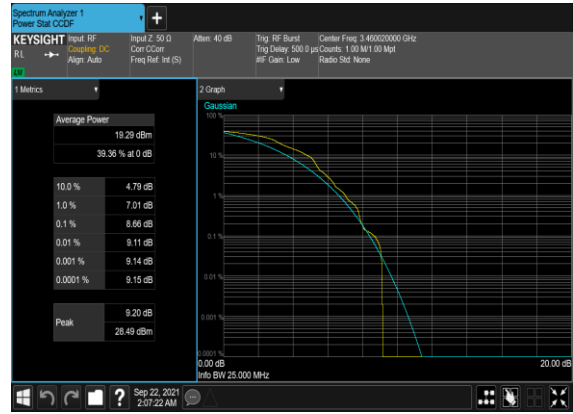 Spectrum Analyzer 1
Power Stat CCDF
KEYSIGHT
RL
Input: RF
Coupling: DC
Align: Auto
Input Z: 50 Ω
Corr CCorr
Freq Ref: Int (S)
Atten: 40 dB
Trig: RF Burst
Trig Delay: 500.0 µs
#IF Gain: Low
Center Freq: 3.460020000 GHz
Counts: 1.00 M/1.00 Mpt
Radio Std: None
LW
1 Metrics
Average Power
19.29 dBm
39.36 % at 0 dB
10.0 % 4.79 dB
1.0 % 7.01 dB
0.1 % 8.66 dB
0.01 % 9.11 dB
0.001 % 9.14 dB
0.0001 % 9.15 dB
Peak 9.20 dB
28.49 dBm
2 Graph
Gaussian
100 %
10 %
1 %
0.1 %
0.01 %
0.001 %
0.0001 %
0.00 dB 20.00 dB
Info BW 25.000 MHz
Sep 22, 2021
2:07:22 AM